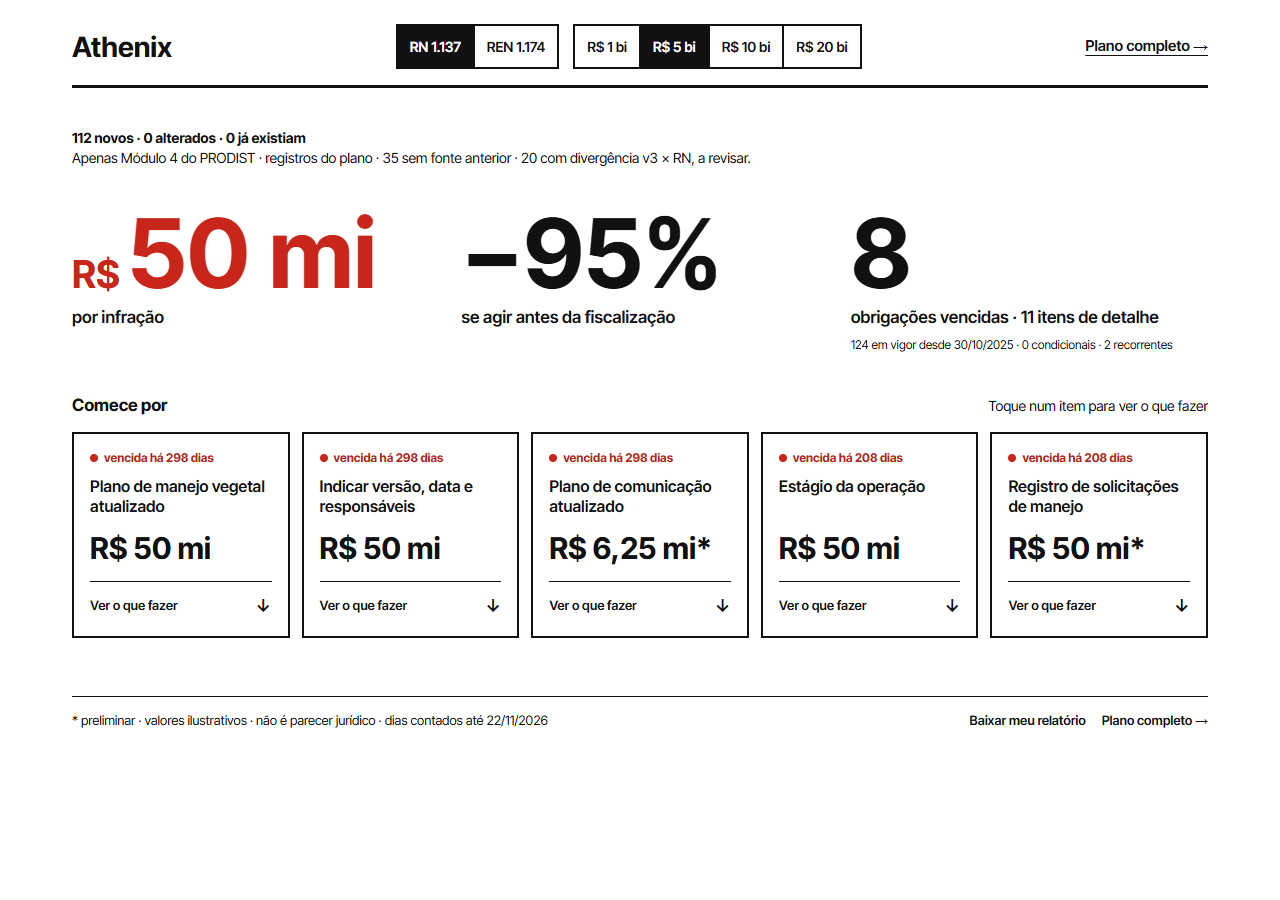 Athenix
RN 1.137
REN 1.174
R$ 1 bi
R$ 5 bi
R$ 10 bi
R$ 20 bi
Plano completo →
112 novos · 0 alterados · 0 já existiam
Apenas Módulo 4 do PRODIST · registros do plano · 35 sem fonte anterior · 20 com divergência v3 × RN, a revisar.
R$ 50 mi
por infração
−95%
se agir antes da fiscalização
8
obrigações vencidas · 11 itens de detalhe
124 em vigor desde 30/10/2025 · 0 condicionais · 2 recorrentes
Comece por
Toque num item para ver o que fazer
vencida há 298 dias
Plano de manejo vegetal
atualizado
R$ 50 mi
Ver o que fazer ↓
vencida há 298 dias
Indicar versão, data e
responsáveis
R$ 50 mi
Ver o que fazer ↓
vencida há 298 dias
Plano de comunicação
atualizado
R$ 6,25 mi*
Ver o que fazer ↓
vencida há 208 dias
Estágio da operação
R$ 50 mi
Ver o que fazer ↓
vencida há 208 dias
Registro de solicitações
de manejo
R$ 50 mi*
Ver o que fazer ↓
* preliminar · valores ilustrativos · não é parecer jurídico · dias contados até 22/11/2026
Baixar meu relatório
Plano completo →